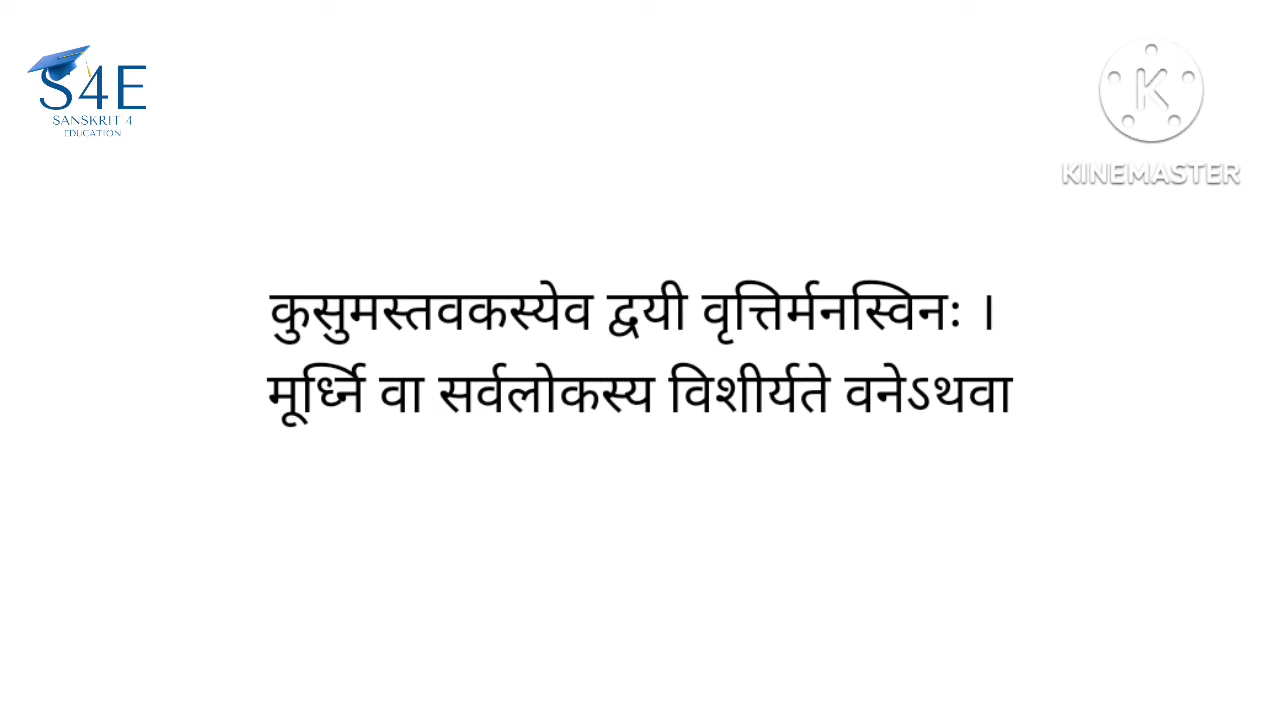 S4E
SANSKRIT 4
EDUCATION
K
KINEMASTER
कुसुमस्तवकस्येव द्वयी वृत्तिर्मनस्विनः ।
मूर्ध्नि वा सर्वलोकस्य विशीर्यते वनेऽथवा